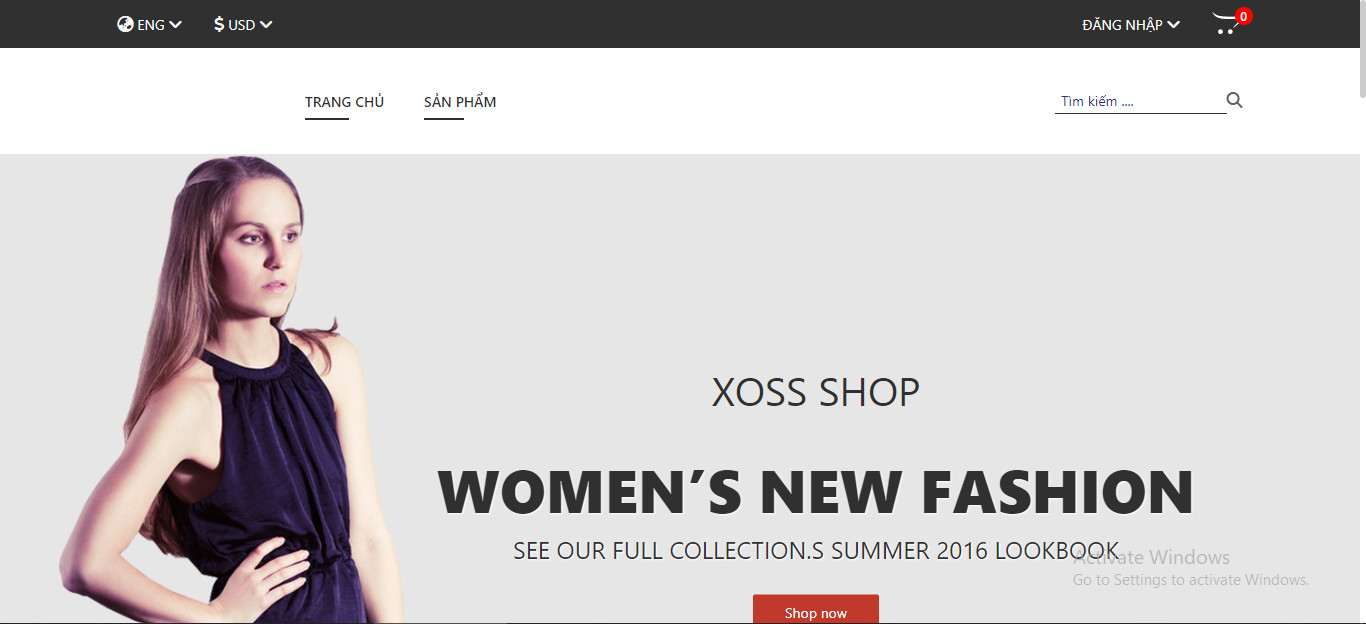 ENG
$ USD
ĐĂNG NHẬP
0
TRANG CHỦ
SẢN PHẨM
Tìm kiếm ....
XOSS SHOP
WOMEN’S NEW FASHION
SEE OUR FULL COLLECTION.S SUMMER 2016 LOOKBOOK
Activate Windows
Go to Settings to activate Windows.
Shop now